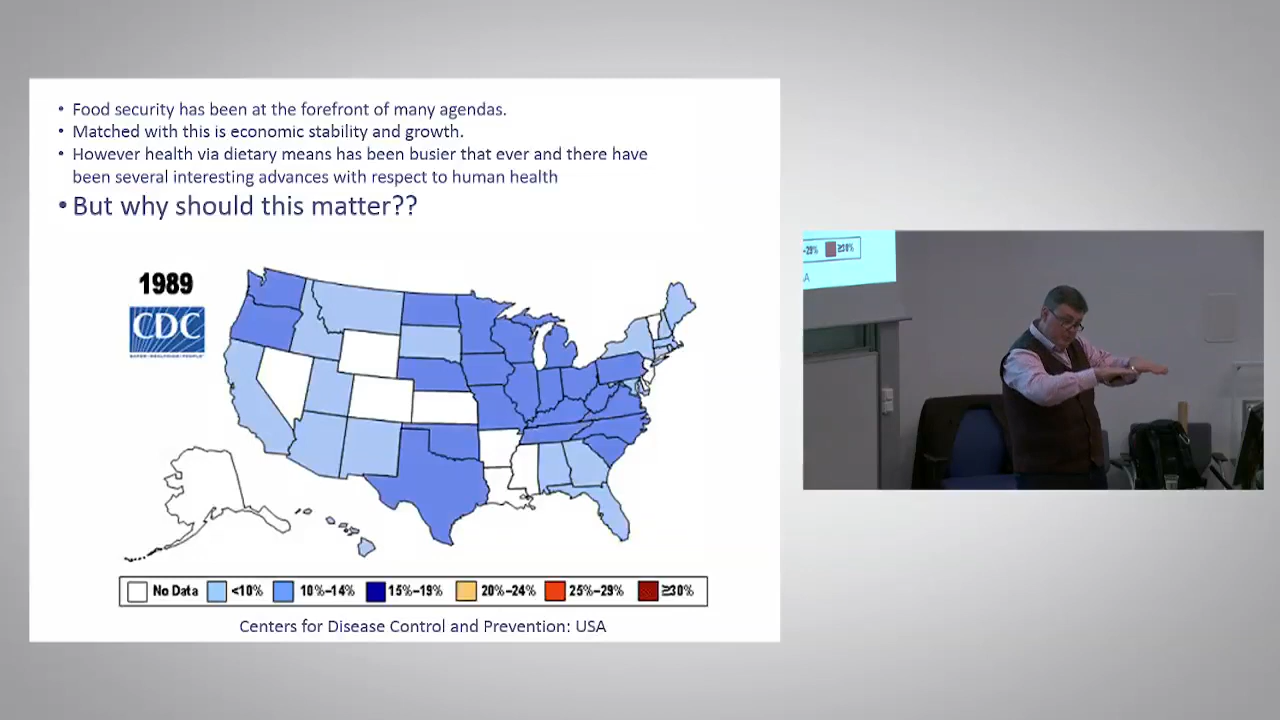 • Food security has been at the forefront of many agendas.
• Matched with this is economic stability and growth.
• However health via dietary means has been busier that ever and there have
been several interesting advances with respect to human health
• But why should this matter??
1989
CDC
No Data <10% 10%–14% 15%–19% 20%–24% 25%–29% ≥30%
Centers for Disease Control and Prevention: USA
≥30%
A